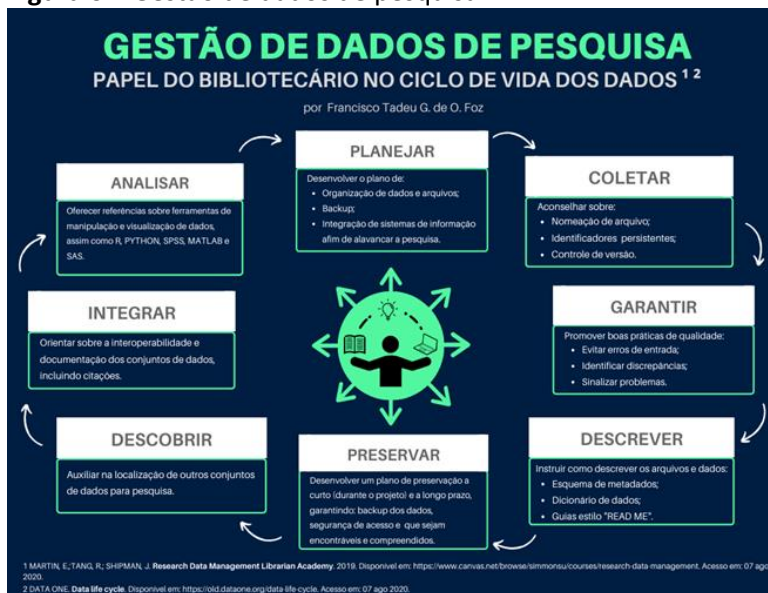 GESTÃO DE DADOS DE PESQUISA
PAPEL DO BIBLIOTECÁRIO NO CICLO DE VIDA DOS DADOS 1 2
por Francisco Tadeu G. de O. Foz
PLANEJAR
Desenvolver o plano de:
• Organização de dados e arquivos;
• Backup;
• Integração de sistemas de informação
afim de alavancar a pesquisa.
COLETAR
Aconselhar sobre:
• Nomeação de arquivo;
• Identificadores persistentes;
• Controle de versão.
GARANTIR
Promover boas práticas de qualidade:
• Evitar erros de entrada;
• Identificar discrepâncias;
• Sinalizar problemas.
DESCREVER
Instruir como descrever os arquivos e dados:
• Esquema de metadados;
• Dicionário de dados;
• Guias estilo "READ ME".
PRESERVAR
Desenvolver um plano de preservação a
curto (durante o projeto) e a longo prazo,
garantindo: backup dos dados,
segurança de acesso e que sejam
encontráveis e compreendidos.
DESCOBRIR
Auxiliar na localização de outros conjuntos
de dados para pesquisa.
INTEGRAR
Orientar sobre a interoperabilidade e
documentação dos conjuntos de dados,
incluindo citações.
ANALISAR
Oferecer referências sobre ferramentas de
manipulação e visualização de dados,
assim como R, PYTHON, SPSS, MATLAB e
SAS.
1 MARTIN, E.;TANG, R.; SHIPMAN, J. Research Data Management Librarian Academy. 2019. Disponível em: https://www.canvas.net/browse/simmonsu/courses/research-data-management. Acesso em: 07 ago
2020.
2 DATA ONE. Data life cycle. Disponível em: https://old.dataone.org/data-life-cycle. Acesso em: 07 ago 2020.